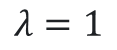 λ = 1